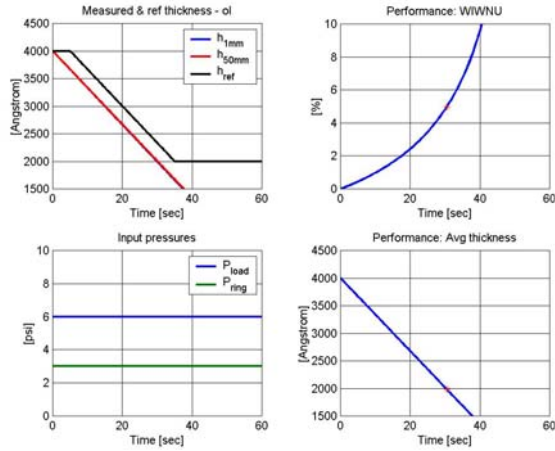 Measured & ref thickness - ol
[Angstrom]
4000
3500
3000
2500
2000
1500
0 20 40 60
Time [sec]
h1mm
h50mm
href
Performance: WIWNU
[%]
10
8
6
4
2
0
0 20 40 60
Time [sec]
Input pressures
[psi]
10
8
6
4
2
0
0 20 40 60
Time [sec]
Pload
Pring
Performance: Avg thickness
[Angstrom]
4500
4000
3500
3000
2500
2000
1500
0 20 40 60
Time [sec]